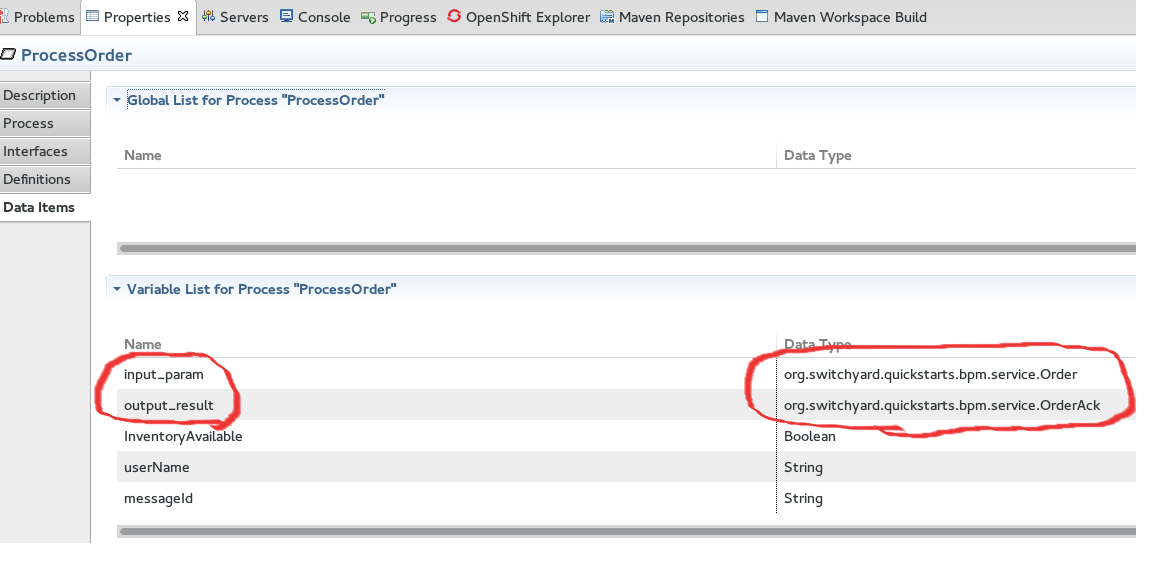 Problems Properties Servers Console Progress OpenShift Explorer Maven Repositories Maven Workspace Build
ProcessOrder
Description
Process
Interfaces
Definitions
Data Items
Global List for Process "ProcessOrder"
Name Data Type
Variable List for Process "ProcessOrder"
Name Data Type
input_param org.switchyard.quickstarts.bpm.service.Order
output_result org.switchyard.quickstarts.bpm.service.OrderAck
InventoryAvailable Boolean
userName String
messageId String